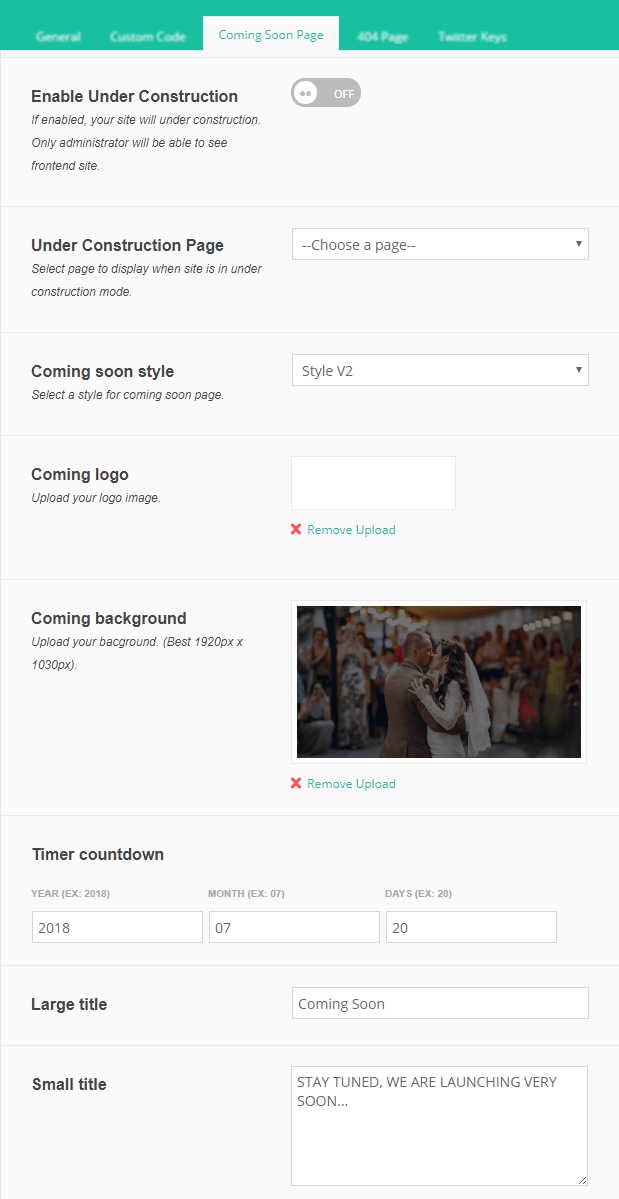 General Custom Code Coming Soon Page 404 Page Twitter Keys
Enable Under Construction
OFF
If enabled, your site will under construction.
Only administrator will be able to see
frontend site.
Under Construction Page
--Choose a page--
Select page to display when site is in under
construction mode.
Coming soon style
Style V2
Select a style for coming soon page.
Coming logo
Upload your logo image.
Remove Upload
Coming background
Upload your bacground. (Best 1920px x
1030px).
Remove Upload
Timer countdown
YEAR (EX: 2018) MONTH (EX: 07) DAYS (EX: 20)
2018 07 20
Large title
Coming Soon
Small title
STAY TUNED, WE ARE LAUNCHING VERY
SOON...